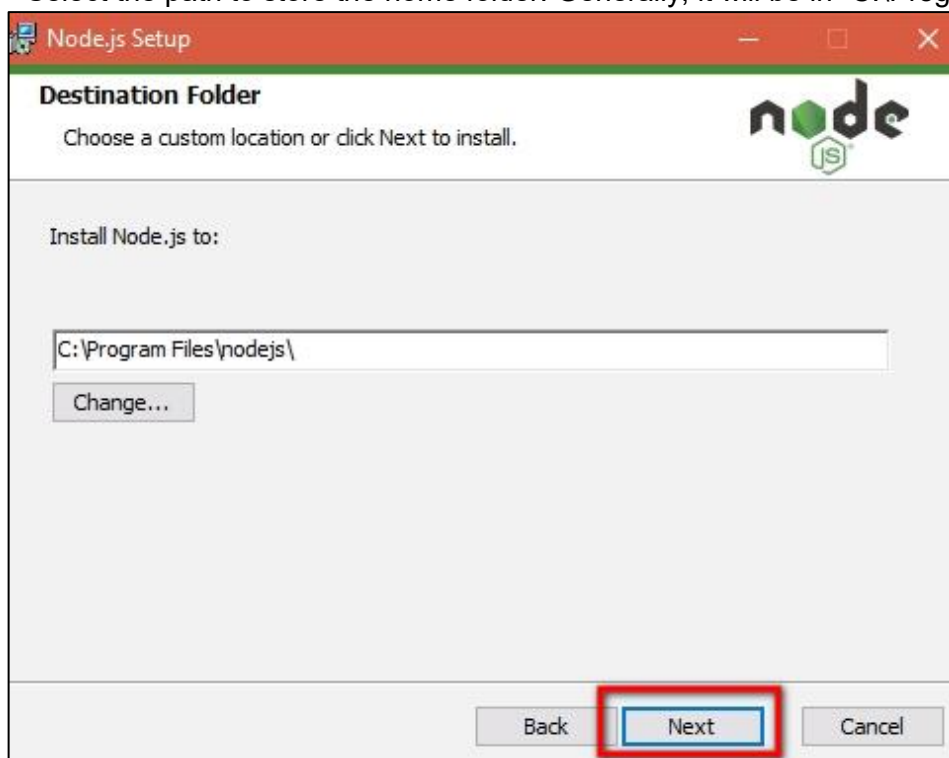 Node.js Setup
Destination Folder
Choose a custom location or click Next to install.
node
JS
Install Node.js to:
C:\Program Files\nodejs\
Change...
Back Next Cancel